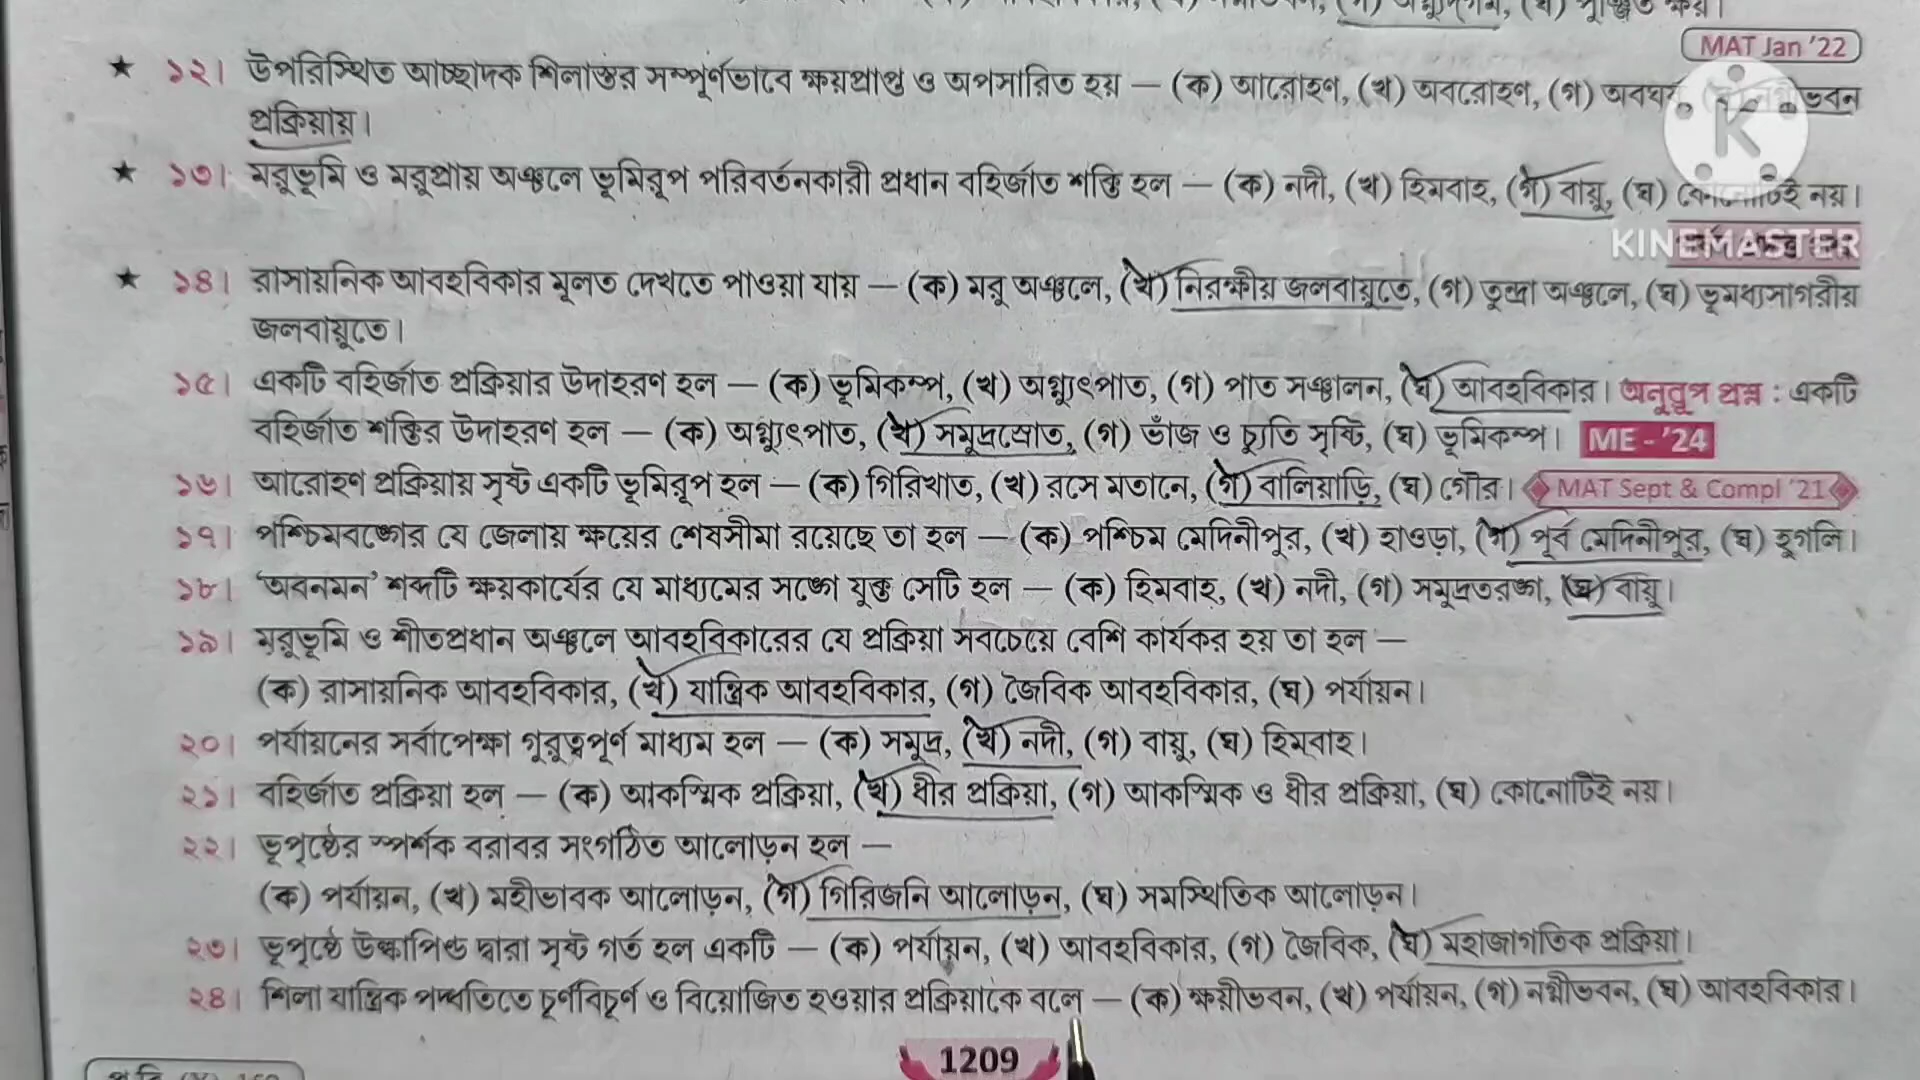 অগ্ন্যুদ্গম, (ঘ) পুঞ্জিত ক্ষয়।
MAT Jan '22
★ ১২। উপরিস্থিত আচ্ছাদক শিলাস্তর সম্পূর্ণভাবে ক্ষয়প্রাপ্ত ও অপসারিত হয় — (ক) আরোহণ, (খ) অবরোহণ, (গ)
প্রক্রিয়ায়।
★ ১৩। মরুভূমি ও মরুপ্রায় অঞ্চলে ভূমিরূপ পরিবর্তনকারী প্রধান বহির্জাত শক্তি হল — (ক) নদী, (খ) হিমবাহ, (গ) বায়ু, (ঘ) কোনোটিই নয়।
KINEMASTER
★ ১৪। রাসায়নিক আবহবিকার মূলত দেখতে পাওয়া যায় — (ক) মরু অঞ্চলে, (খ) নিরক্ষীয় জলবায়ুতে, (গ) তুন্দ্রা অঞ্চলে, (ঘ) ভূমধ্যসাগরীয়
জলবায়ুতে।
১৫। একটি বহির্জাত প্রক্রিয়ার উদাহরণ হল — (ক) ভূমিকম্প, (খ) অগ্ন্যুৎপাত, (গ) পাত সঞ্চালন, (ঘ) আবহবিকার। অনুরূপ প্রশ্ন : একটি
বহির্জাত শক্তির উদাহরণ হল — (ক) অগ্ন্যুৎপাত, (খ) সমুদ্রস্রোত, (গ) ভাঁজ ও চ্যুতি সৃষ্টি, (ঘ) ভূমিকম্প। ME - '24
১৬। আরোহণ প্রক্রিয়ায় সৃষ্ট একটি ভূমিরূপ হল — (ক) গিরিখাত, (খ) রসে মতানে, (গ) বালিয়াড়ি, (ঘ) গৌর। MAT Sept & Compl '21
১৭। পশ্চিমবঙ্গের যে জেলায় ক্ষয়ের শেষসীমা রয়েছে তা হল — (ক) পশ্চিম মেদিনীপুর, (খ) হাওড়া, (গ) পূর্ব মেদিনীপুর, (ঘ) হুগলি।
১৮। 'অবনমন' শব্দটি ক্ষয়কার্যের যে মাধ্যমের সঙ্গে যুক্ত সেটি হল — (ক) হিমবাহ, (খ) নদী, (গ) সমুদ্রতরঙ্গ, (ঘ) বায়ু।
১৯। মরুভূমি ও শীতপ্রধান অঞ্চলে আবহবিকারের যে প্রক্রিয়া সবচেয়ে বেশি কার্যকর হয় তা হল —
(ক) রাসায়নিক আবহবিকার, (খ) যান্ত্রিক আবহবিকার, (গ) জৈবিক আবহবিকার, (ঘ) পর্যায়ন।
২০। পর্যায়নের সর্বাপেক্ষা গুরুত্বপূর্ণ মাধ্যম হল — (ক) সমুদ্র, (খ) নদী, (গ) বায়ু, (ঘ) হিমবাহ।
২১। বহির্জাত প্রক্রিয়া হল — (ক) আকস্মিক প্রক্রিয়া, (খ) ধীর প্রক্রিয়া, (গ) আকস্মিক ও ধীর প্রক্রিয়া, (ঘ) কোনোটিই নয়।
২২। ভূপৃষ্ঠের স্পর্শক বরাবর সংগঠিত আলোড়ন হল —
(ক) পর্যায়ন, (খ) মহীভাবক আলোড়ন, (গ) গিরিজনি আলোড়ন, (ঘ) সমস্থিতিক আলোড়ন।
২৩। ভূপৃষ্ঠে উল্কাপিণ্ড দ্বারা সৃষ্ট গর্ত হল একটি — (ক) পর্যায়ন, (খ) আবহবিকার, (গ) জৈবিক, (ঘ) মহাজাগতিক প্রক্রিয়া।
২৪। শিলা যান্ত্রিক পদ্ধতিতে চূর্ণবিচূর্ণ ও বিয়োজিত হওয়ার প্রক্রিয়াকে বলে — (ক) ক্ষয়ীভবন, (খ) পর্যায়ন, (গ) নগ্নীভবন, (ঘ) আবহবিকার।
1209